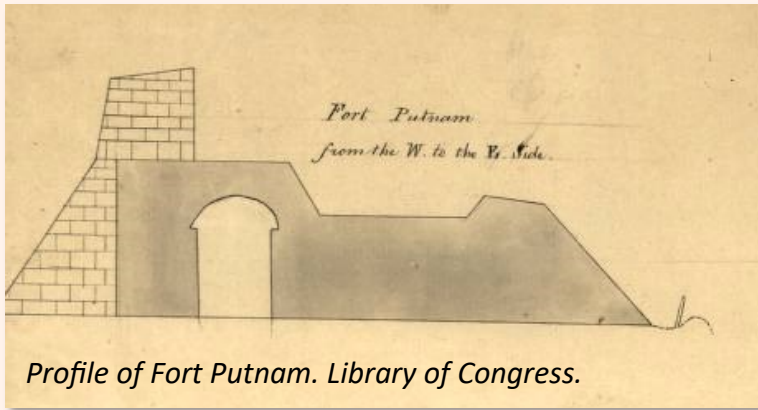 Fort Putnam
from the W. to the E. Side.
Profile of Fort Putnam. Library of Congress.